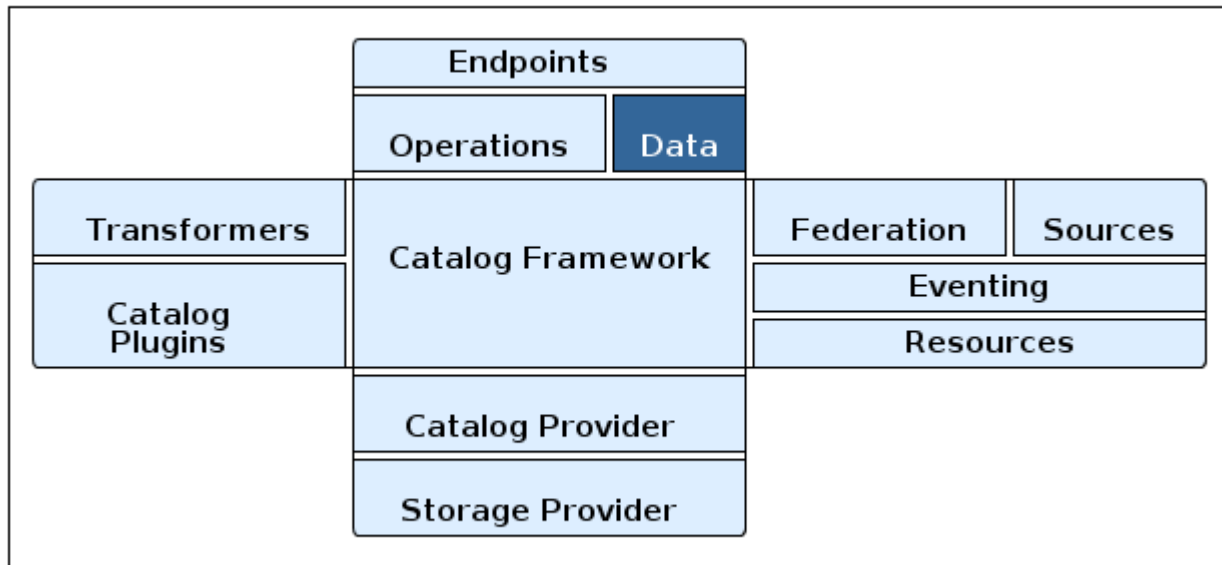 Endpoints
Operations
Data
Transformers
Catalog Framework
Federation
Sources
Eventing
Catalog
Plugins
Resources
Catalog Provider
Storage Provider